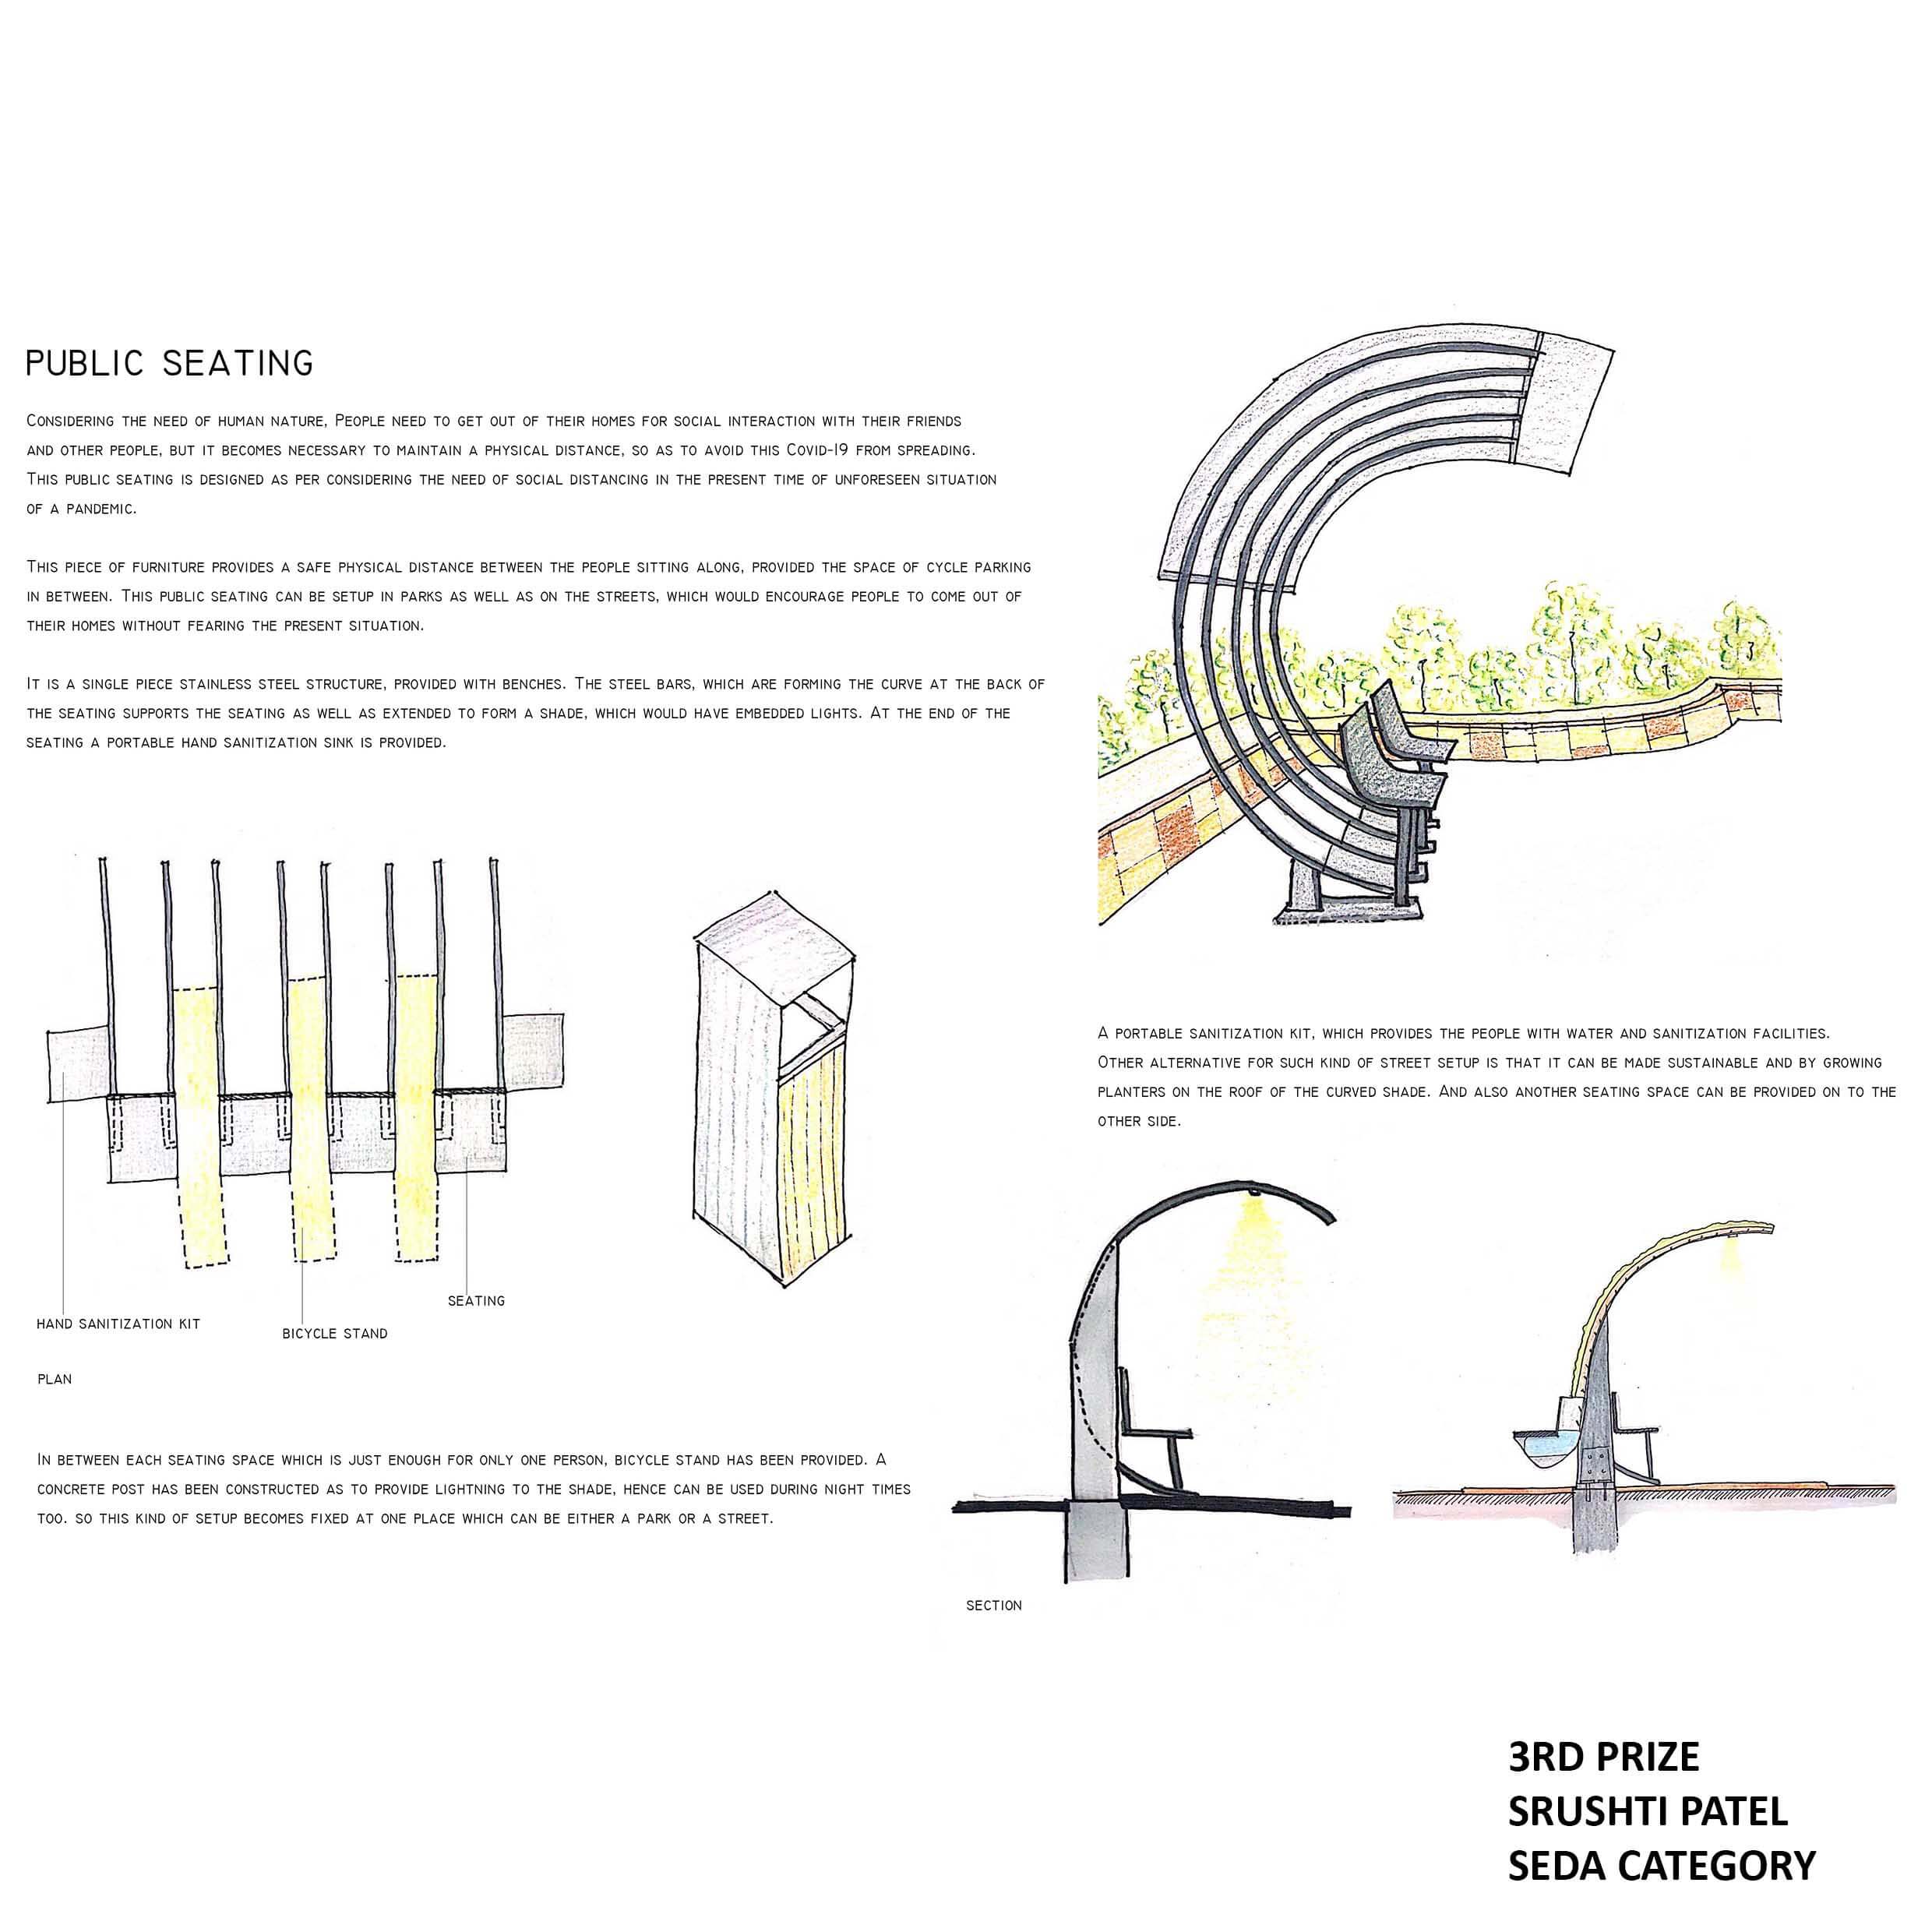 PUBLIC SEATING
Considering the need of human nature, People need to get out of their homes for social interaction with their friends
and other people, but it becomes necessary to maintain a physical distance, so as to avoid this Covid-19 from spreading.
This public seating is designed as per considering the need of social distancing in the present time of unforeseen situation
of a pandemic.
This piece of furniture provides a safe physical distance between the people sitting along, provided the space of cycle parking
in between. This public seating can be setup in parks as well as on the streets, which would encourage people to come out of
their homes without fearing the present situation.
It is a single piece stainless steel structure, provided with benches. The steel bars, which are forming the curve at the back of
the seating supports the seating as well as extended to form a shade, which would have embedded lights. At the end of the
seating a portable hand sanitization sink is provided.
SEATING
HAND SANITIZATION KIT
BICYCLE STAND
PLAN
In between each seating space which is just enough for only one person, bicycle stand has been provided. A
concrete post has been constructed as to provide lightning to the shade, hence can be used during night times
too. so this kind of setup becomes fixed at one place which can be either a park or a street.
A portable sanitization kit, which provides the people with water and sanitization facilities.
Other alternative for such kind of street setup is that it can be made sustainable and by growing
planters on the roof of the curved shade. And also another seating space can be provided on to the
other side.
SECTION
3RD PRIZE
SRUSHTI PATEL
SEDA CATEGORY